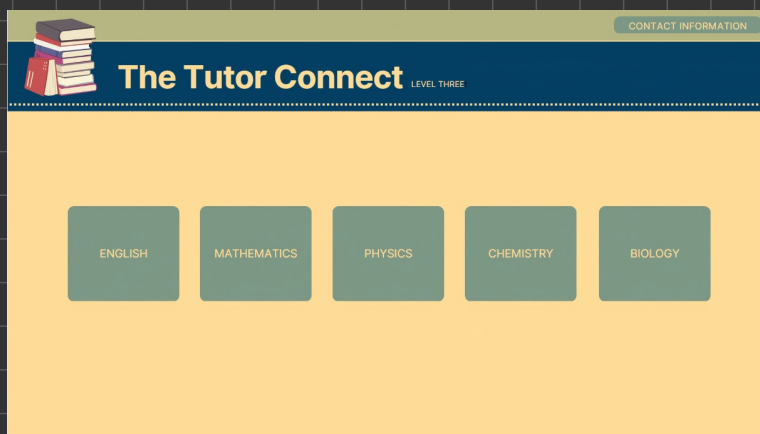 CONTACT INFORMATION
The Tutor Connect LEVEL THREE
ENGLISH
MATHEMATICS
PHYSICS
CHEMISTRY
BIOLOGY